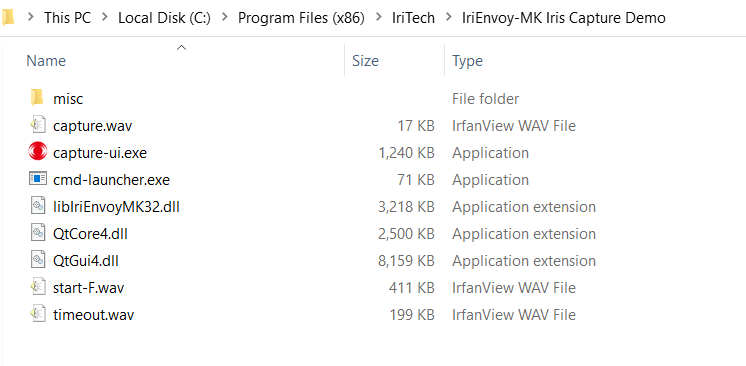 This PC > Local Disk (C:) > Program Files (x86) > IriTech > IriEnvoy-MK Iris Capture Demo
Name Size Type
misc File folder
capture.wav 17 KB IrfanView WAV File
capture-ui.exe 1,240 KB Application
cmd-launcher.exe 71 KB Application
libIriEnvoyMK32.dll 3,218 KB Application extension
QtCore4.dll 2,500 KB Application extension
QtGui4.dll 8,159 KB Application extension
start-F.wav 411 KB IrfanView WAV File
timeout.wav 199 KB IrfanView WAV File